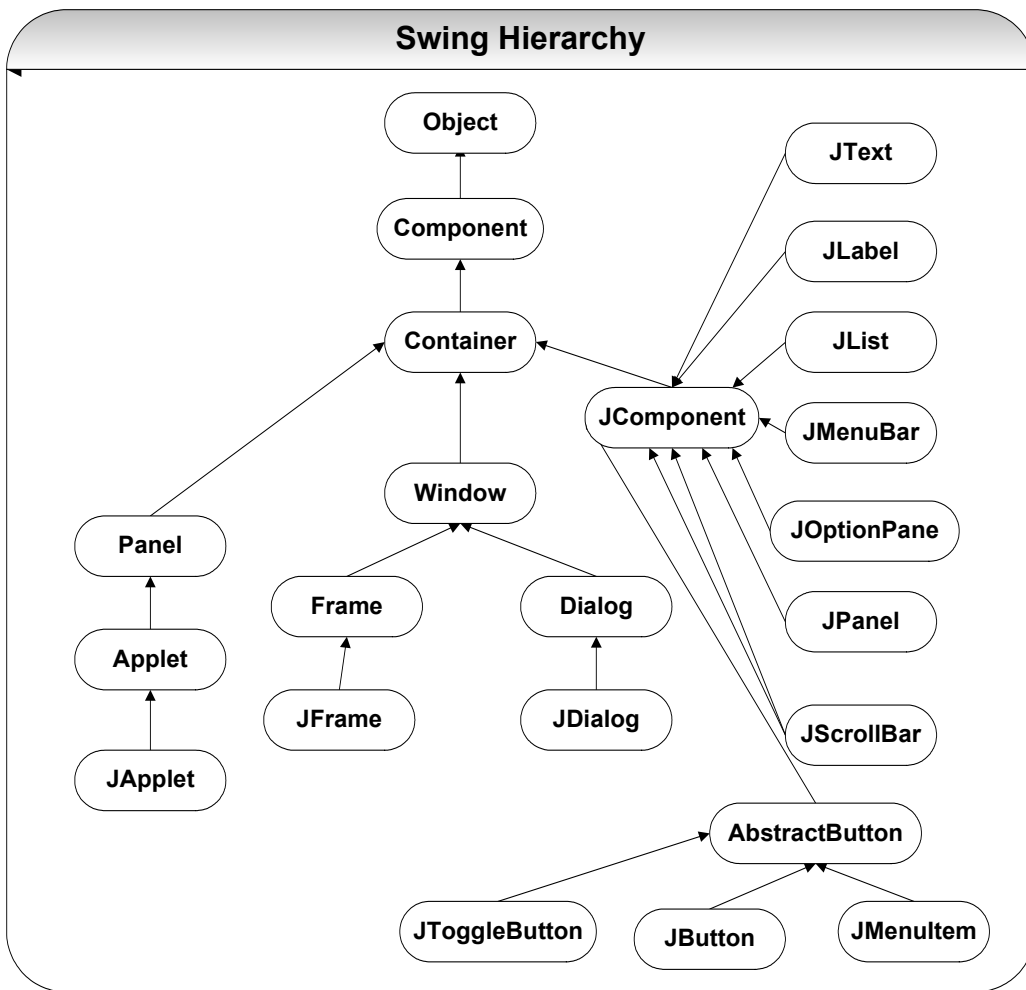 Swing Hierarchy
Object
JText
Component
JLabel
Container
JList
JComponent
JMenuBar
Window
JOptionPane
Panel
Frame
Dialog
JPanel
Applet
JFrame
JDialog
JScrollBar
JApplet
AbstractButton
JToggleButton
JButton
JMenuItem